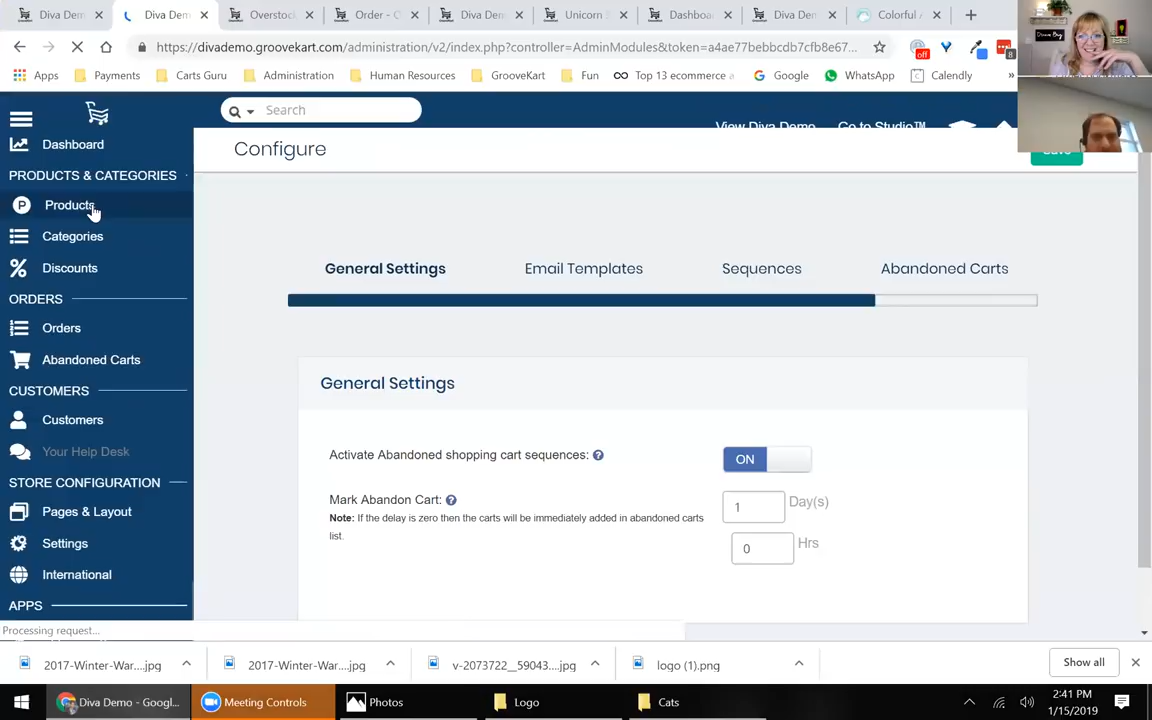 Diva Dem
Diva Dem
Overstock
Order - C
Diva Dem
Unicorn
Dashboa
Diva Dem
Colorful
https://divademo.groovekart.com/administration/v2/index.php?controller=AdminModules&token=a4ae77bebbcdb7cfb8e67...
off
8
Apps
Payments
Carts Guru
Administration
Human Resources
GrooveKart
Fun
Top 13 ecommerce
Google
WhatsApp
Calendly
»
Search
View Diva Demo
Go to Studio™
Configure
Save
Dashboard
PRODUCTS & CATEGORIES
P Products
Categories
Discounts
ORDERS
Orders
Abandoned Carts
CUSTOMERS
Customers
Your Help Desk
STORE CONFIGURATION
Pages & Layout
Settings
International
APPS
Processing request...
General Settings
Email Templates
Sequences
Abandoned Carts
General Settings
Activate Abandoned shopping cart sequences: ?
ON
Mark Abandon Cart: ?
1 Day(s)
Note: If the delay is zero then the carts will be immediately added in abandoned carts
list.
0 Hrs
2017-Winter-War....jpg
2017-Winter-War....jpg
v-2073722__59043....jpg
logo (1).png
Show all
Diva Demo - Googl...
Meeting Controls
Photos
Logo
Cats
2:41 PM
1/15/2019